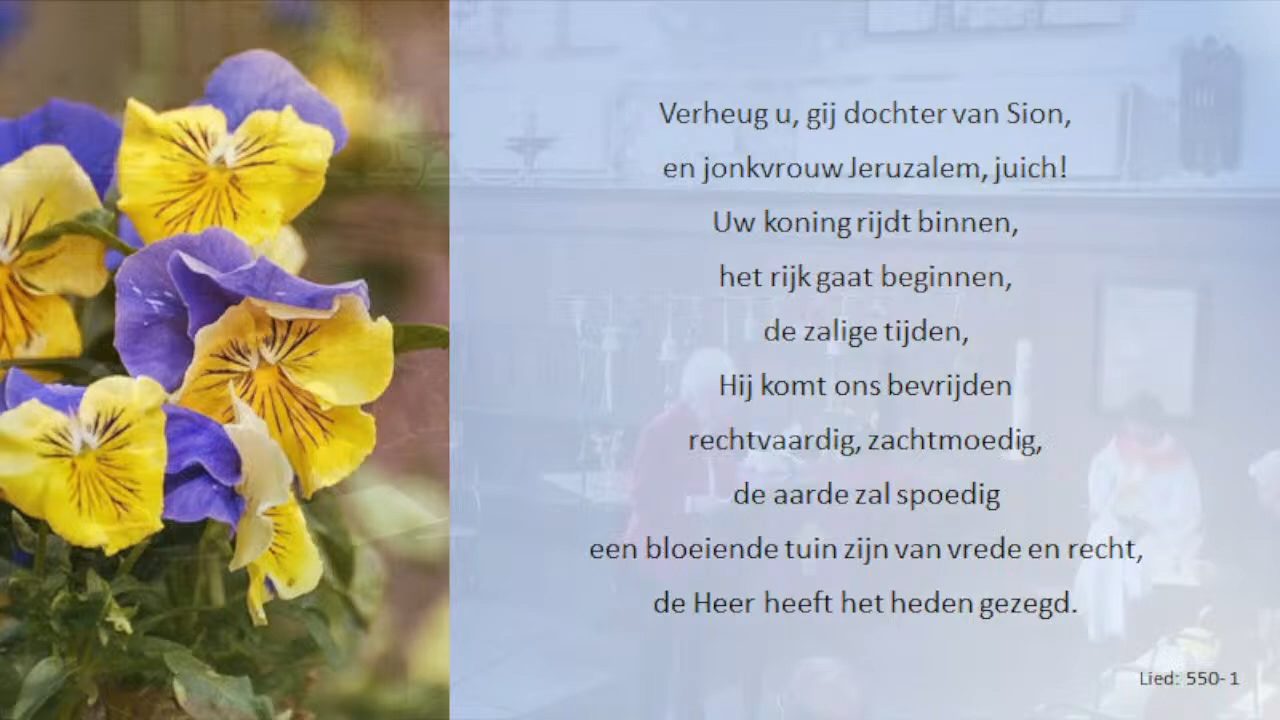 Verheug u, gij dochter van Sion,
en jonkvrouw Jeruzalem, juich!
Uw koning rijdt binnen,
het rijk gaat beginnen,
de zalige tijden,
Hij komt ons bevrijden
rechtvaardig, zachtmoedig,
de aarde zal spoedig
een bloeiende tuin zijn van vrede en recht,
de Heer heeft het heden gezegd.
Lied: 550- 1